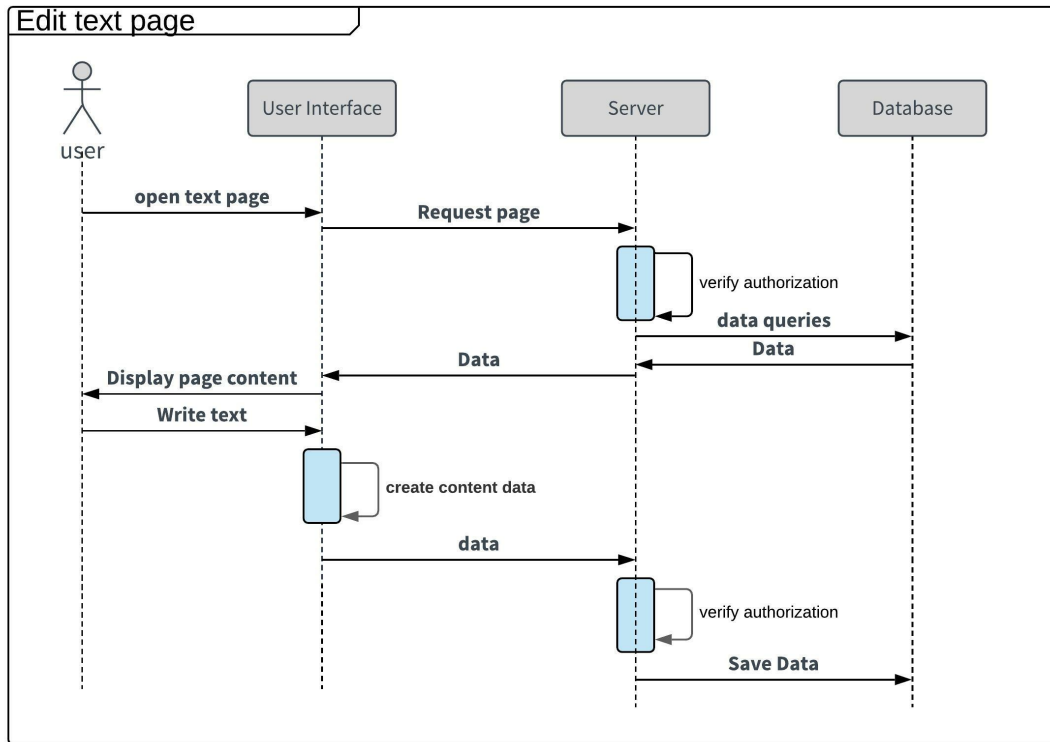 Edit text page
user
User Interface
Server
Database
open text page
Request page
verify authorization
data queries
Data
Data
Display page content
Write text
create content data
data
verify authorization
Save Data